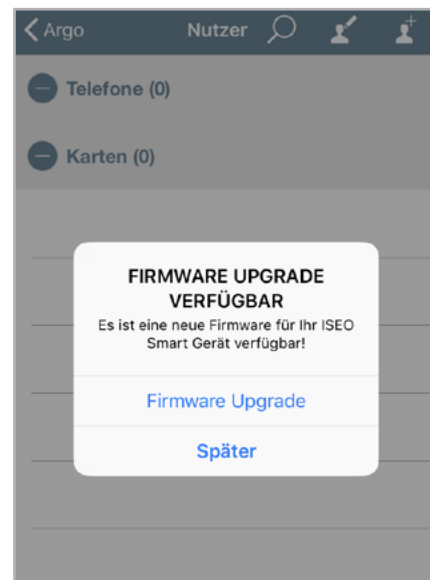 Argo Nutzer
Telefone (0)
Karten (0)
FIRMWARE UPGRADE
VERFÜGBAR
Es ist eine neue Firmware für Ihr ISEO
Smart Gerät verfügbar!
Firmware Upgrade
Später